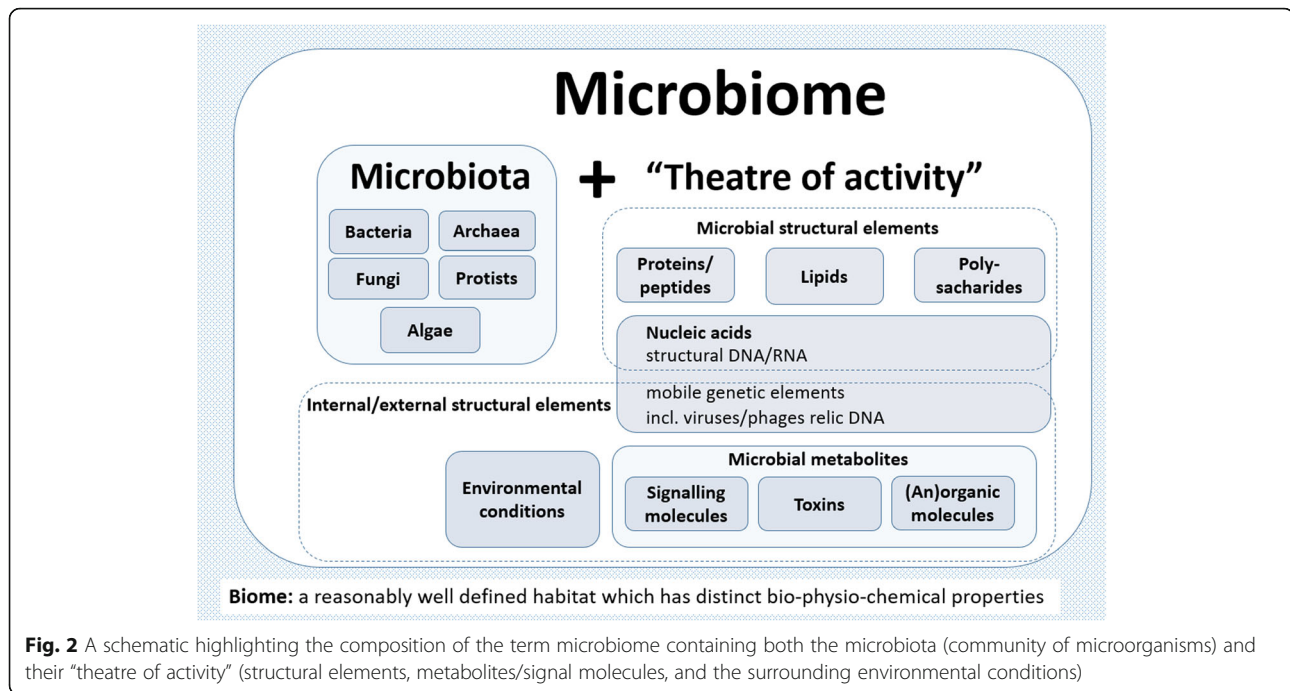 Microbiome
Microbiota + “Theatre of activity”
Bacteria
Archaea
Fungi
Protists
Algae
Microbial structural elements
Proteins/
peptides
Lipids
Poly-
sacharides
Nucleic acids
structural DNA/RNA
mobile genetic elements
incl. viruses/phages relic DNA
Internal/external structural elements
Environmental
conditions
Microbial metabolites
Signalling
molecules
Toxins
(An)organic
molecules
Biome: a reasonably well defined habitat which has distinct bio-physio-chemical properties
Fig. 2 A schematic highlighting the composition of the term microbiome containing both the microbiota (community of microorganisms) and
their “theatre of activity” (structural elements, metabolites/signal molecules, and the surrounding environmental conditions)